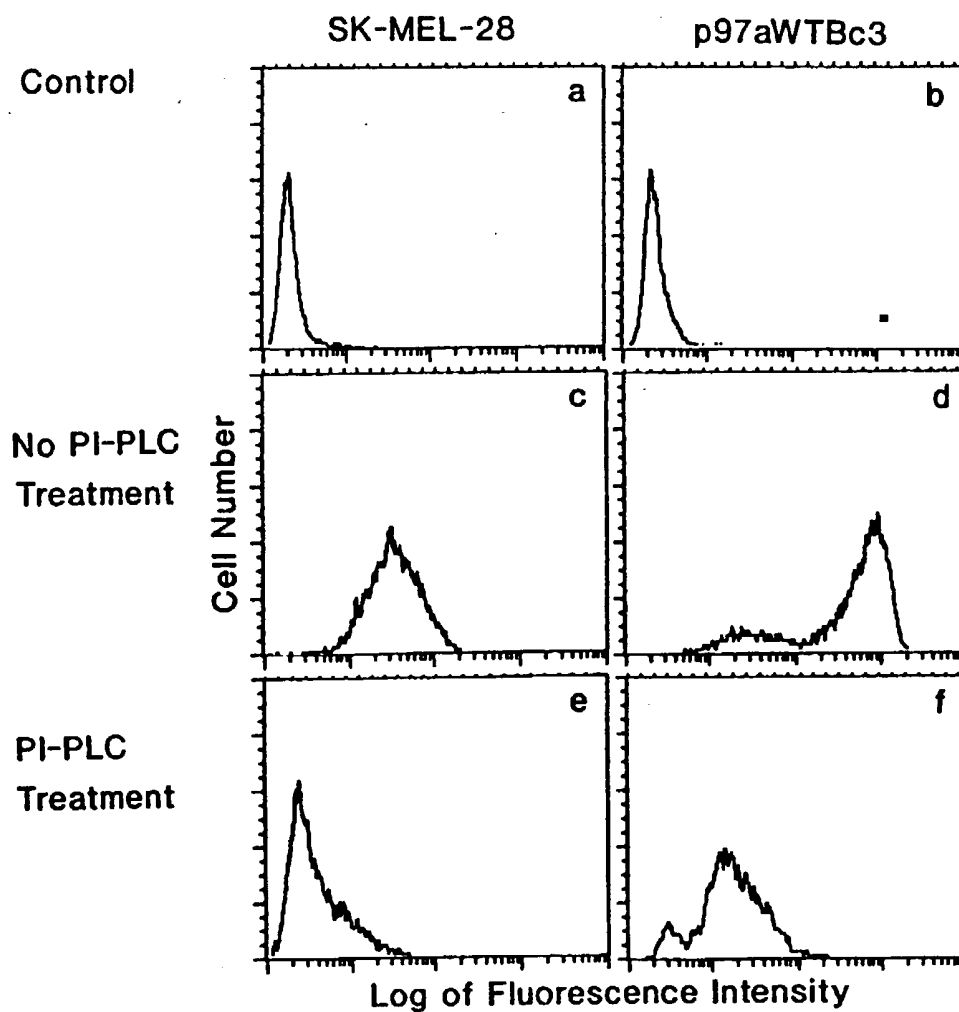 SK-MEL-28 p97aWTBc3
Control
a
b
No PI-PLC
Treatment
Cell Number
c
d
PI-PLC
Treatment
e
f
Log of Fluorescence Intensity